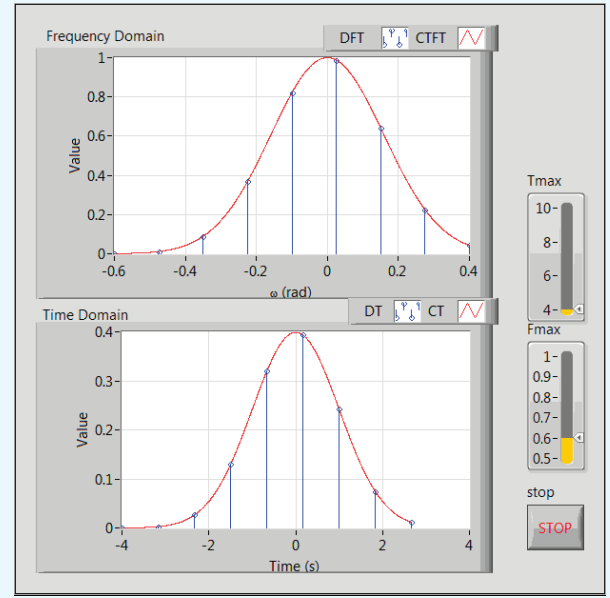 Frequency Domain
DFT CTFT
1
0.8
0.6
0.4
0.2
0
Value
-0.6 -0.4 -0.2 0 0.2 0.4
ω (rad)
Time Domain
DT CT
0.4
0.3
0.2
0.1
0
Value
-4 -2 0 2 4
Time (s)
Tmax
10
8
6
4
Fmax
1
0.9
0.8
0.7
0.6
0.5
stop
STOP